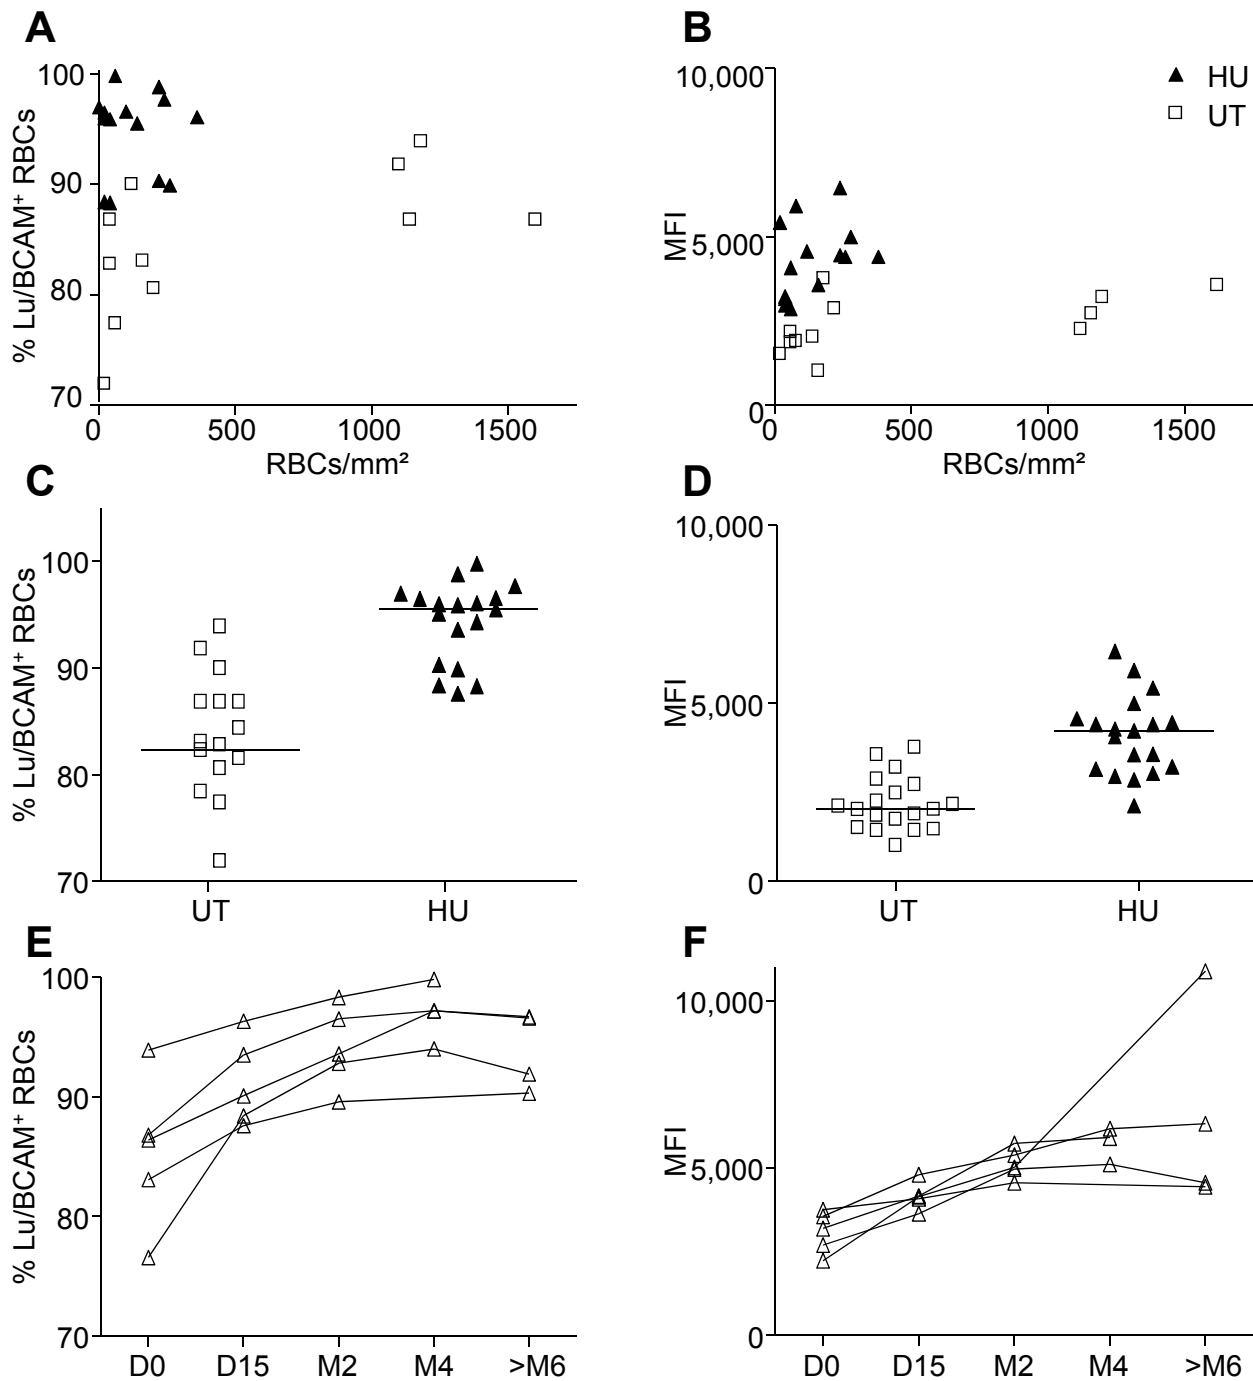 A
% Lu/BCAM⁺ RBCs
100
90
80
70
0 500 1000 1500
RBCs/mm²
B
MFI
10,000
5,000
0
0 500 1000 1500
RBCs/mm²
HU
UT
C
% Lu/BCAM⁺ RBCs
100
90
80
70
UT HU
D
MFI
10,000
5,000
0
UT HU
E
% Lu/BCAM⁺ RBCs
100
90
80
70
D0 D15 M2 M4 >M6
F
MFI
10,000
5,000
0
D0 D15 M2 M4 >M6